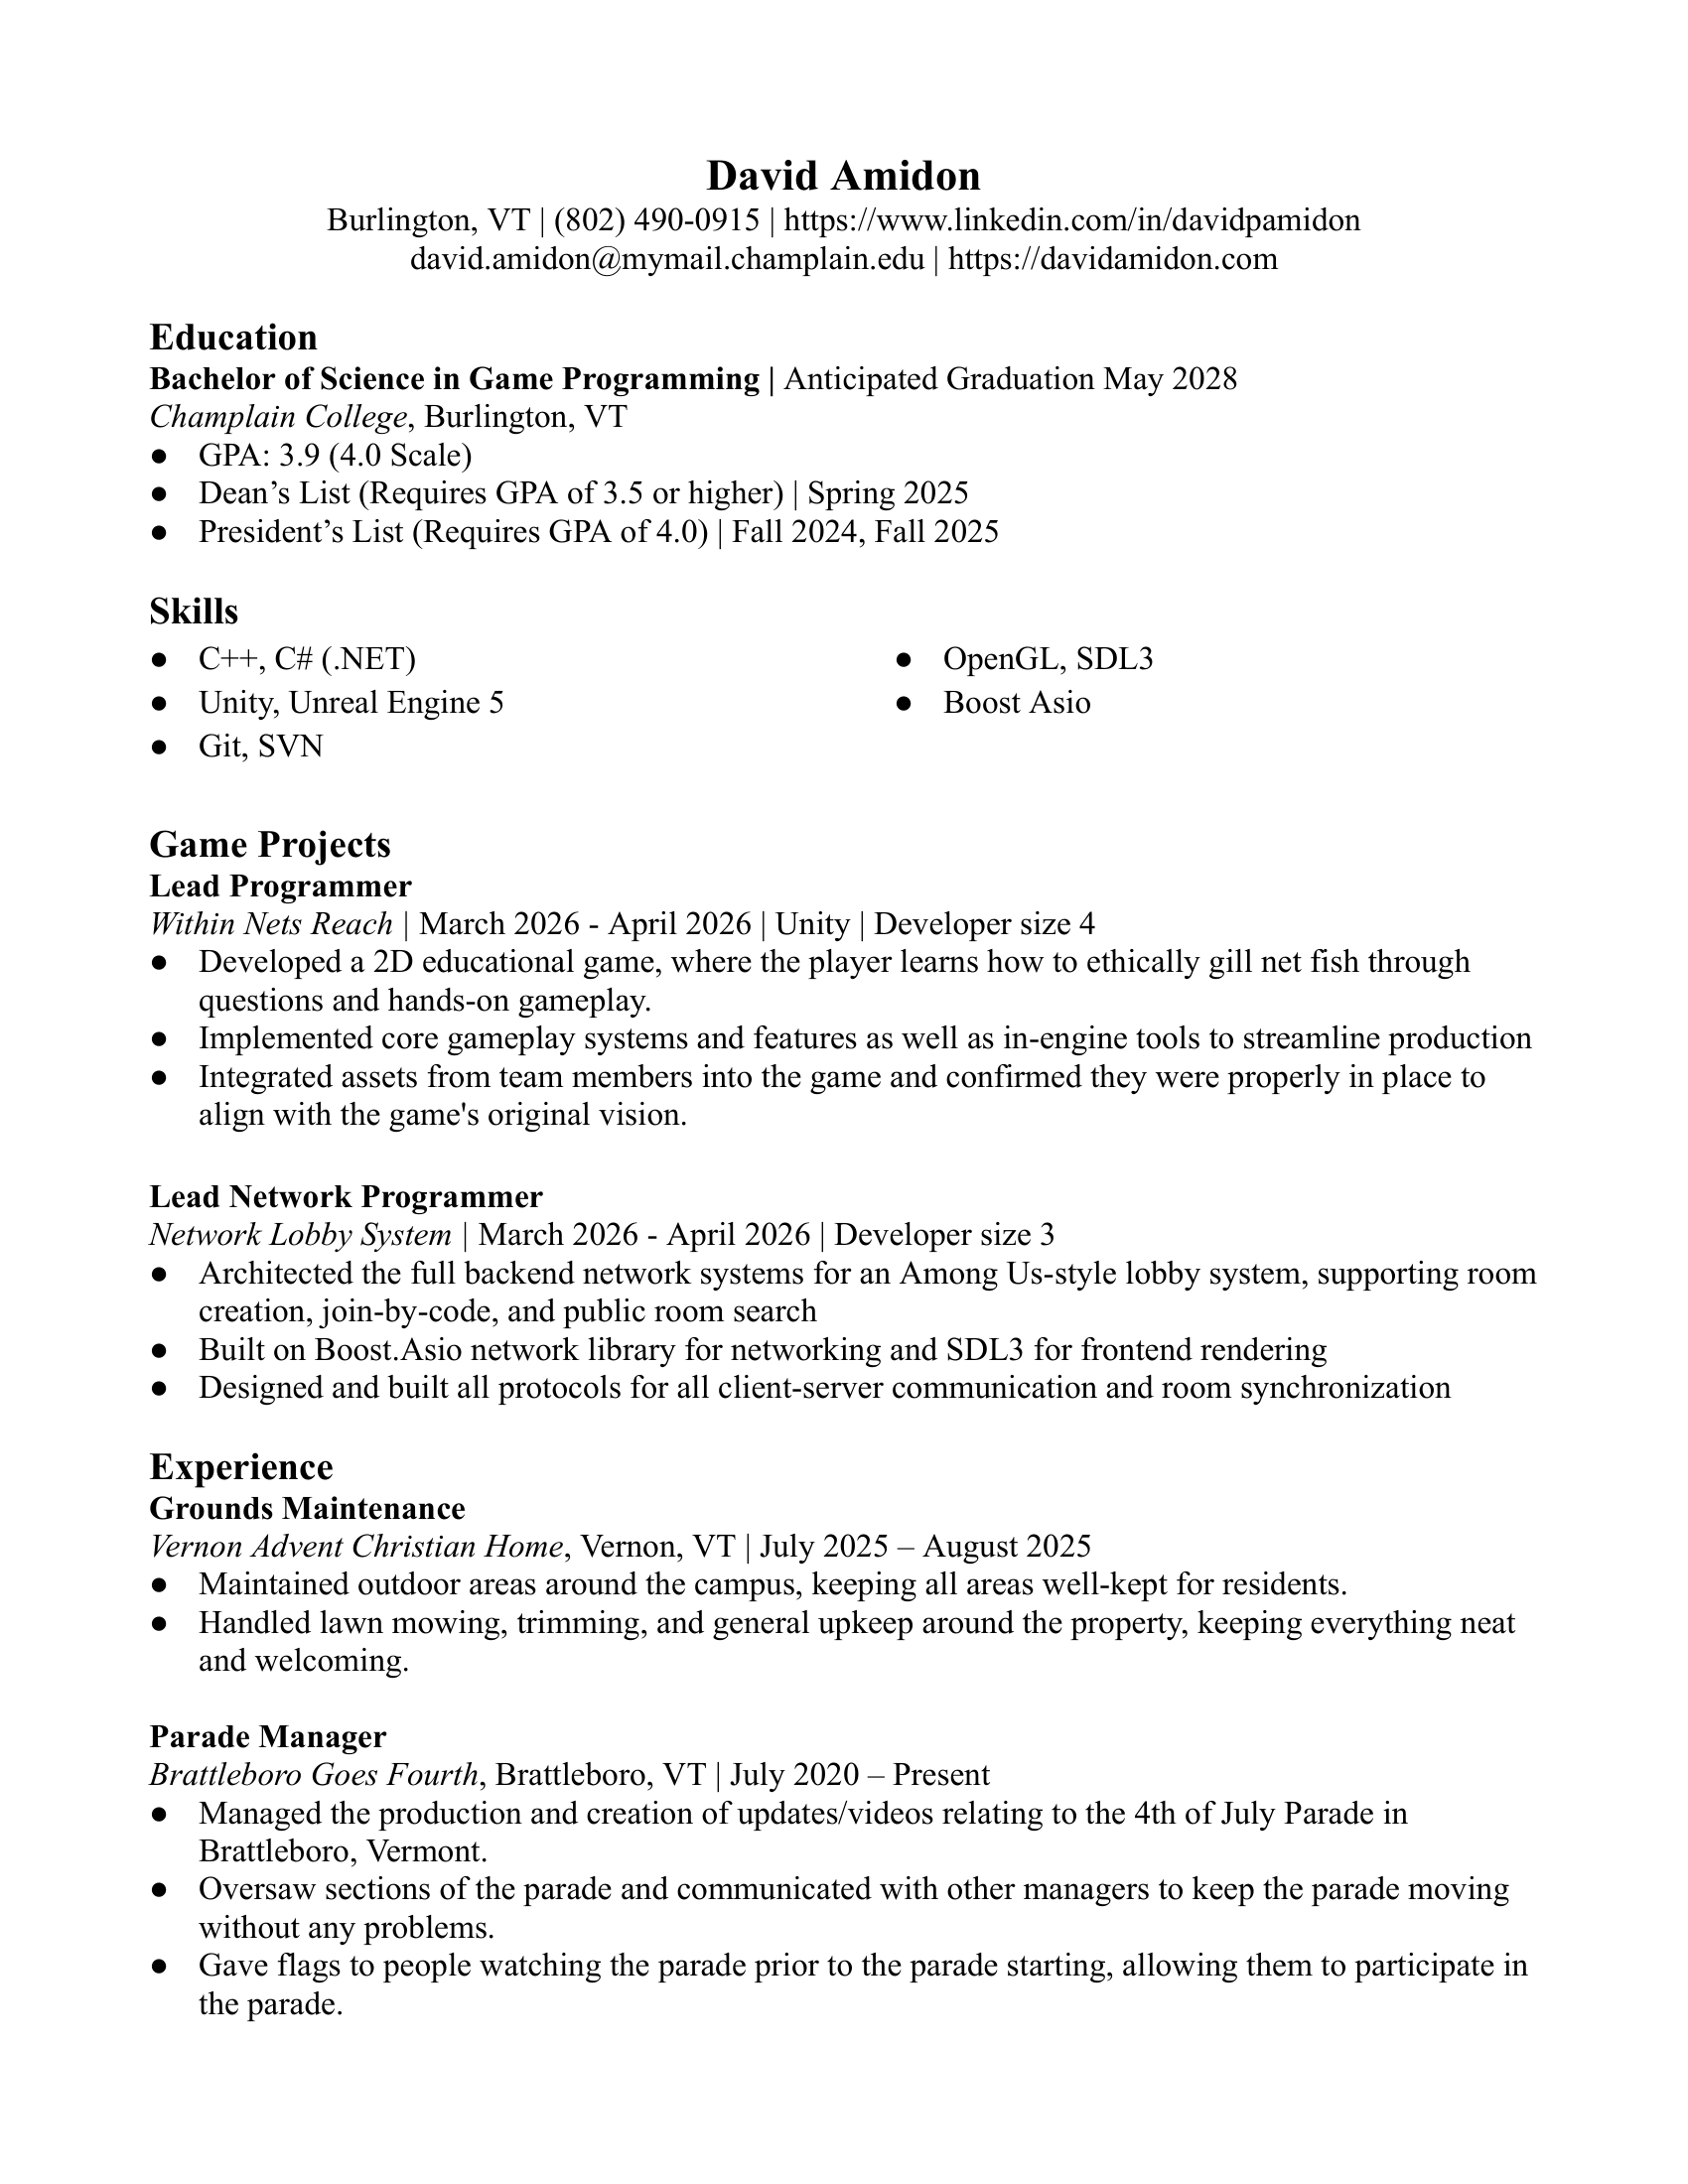 David Amidon
Burlington, VT | (802) 490-0915 | https://www.linkedin.com/in/davidpamidon
david.amidon@mymail.champlain.edu | https://davidamidon.com
Education
Bachelor of Science in Game Programming | Anticipated Graduation May 2028
Champlain College, Burlington, VT
● GPA: 3.9 (4.0 Scale)
● Dean’s List (Requires GPA of 3.5 or higher) | Spring 2025
● President’s List (Requires GPA of 4.0) | Fall 2024, Fall 2025
Skills
● C++, C# (.NET)
● Unity, Unreal Engine 5
● Git, SVN
● OpenGL, SDL3
● Boost Asio
Game Projects
Lead Programmer
Within Nets Reach | March 2026 - April 2026 | Unity | Developer size 4
● Developed a 2D educational game, where the player learns how to ethically gill net fish through
questions and hands-on gameplay.
● Implemented core gameplay systems and features as well as in-engine tools to streamline production
● Integrated assets from team members into the game and confirmed they were properly in place to
align with the game's original vision.
Lead Network Programmer
Network Lobby System | March 2026 - April 2026 | Developer size 3
● Architected the full backend network systems for an Among Us-style lobby system, supporting room
creation, join-by-code, and public room search
● Built on Boost.Asio network library for networking and SDL3 for frontend rendering
● Designed and built all protocols for all client-server communication and room synchronization
Experience
Grounds Maintenance
Vernon Advent Christian Home, Vernon, VT | July 2025 – August 2025
● Maintained outdoor areas around the campus, keeping all areas well-kept for residents.
● Handled lawn mowing, trimming, and general upkeep around the property, keeping everything neat
and welcoming.
Parade Manager
Brattleboro Goes Fourth, Brattleboro, VT | July 2020 – Present
● Managed the production and creation of updates/videos relating to the 4th of July Parade in
Brattleboro, Vermont.
● Oversaw sections of the parade and communicated with other managers to keep the parade moving
without any problems.
● Gave flags to people watching the parade prior to the parade starting, allowing them to participate in
the parade.